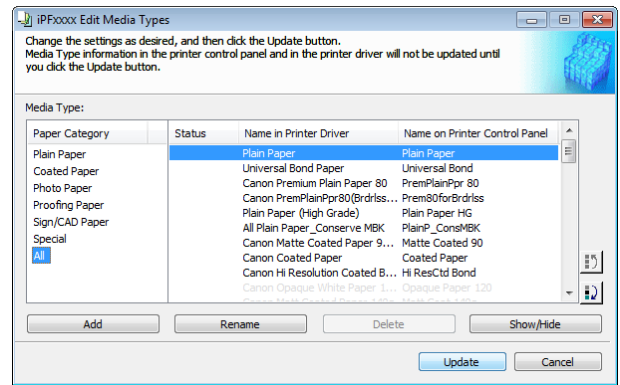 iPFxxxx Edit Media Types
Change the settings as desired, and then click the Update button.
Media Type information in the printer control panel and in the printer driver will not be updated until
you click the Update button.
Media Type:
Paper Category Status Name in Printer Driver Name on Printer Control Panel
Plain Paper Plain Paper Plain Paper
Coated Paper Universal Bond Paper Universal Bond
Photo Paper Canon Premium Plain Paper 80 PremPlainPpr 80
Proofing Paper Canon PremPlainPpr80(Brdrlss... Prem80forBrdrlss
Sign/CAD Paper Plain Paper (High Grade) Plain Paper HG
Special All Plain Paper_Conserve MBK PlainP_ConsMBK
All Canon Matte Coated Paper 9... Matte Coated 90
Canon Coated Paper Coated Paper
Canon Hi Resolution Coated B... Hi ResCtd Bond
Canon Opaque White Paper 1... Opaque Paper 120
Add Rename Delete Show/Hide
Update Cancel